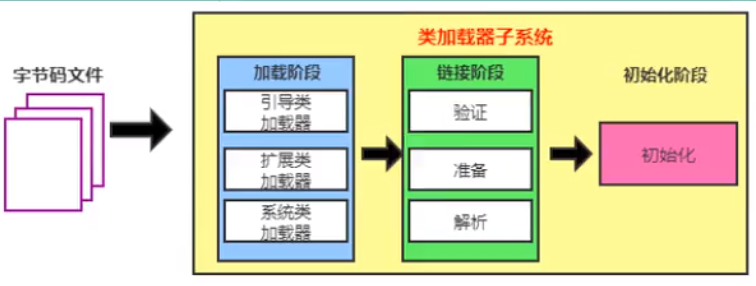 类加载器子系统
字节码文件
加载阶段
引导类
加载器
扩展类
加载器
系统类
加载器
链接阶段
验证
准备
解析
初始化阶段
初始化